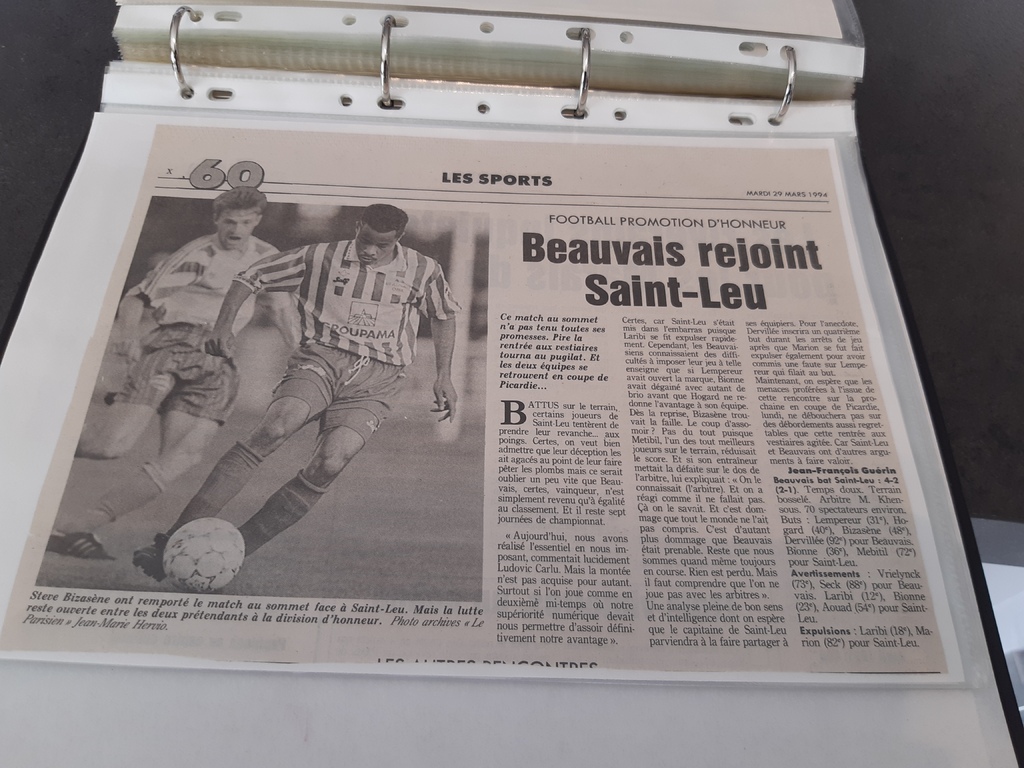 60
LES SPORTS
MARDI 29 MARS 1994
FOOTBALL PROMOTION D'HONNEUR
Beauvais rejoint
Saint-Leu
GROUPAMA
Steve Bizasène ont remporté le match au sommet face à Saint-Leu. Mais la lutte
reste ouverte entre les deux prétendants à la division d'honneur. Photo archives « Le
Parisien » Jean-Marie Hervio.
Ce match au sommet
n'a pas tenu toutes ses
promesses. Pire la
rentrée aux vestiaires
tourna au pugilat. Et
les deux équipes se
retrouvent en coupe de
Picardie...
BATTUS sur le terrain,
certains joueurs de
Saint-Leu tentèrent de
prendre leur revanche... aux
poings. Certes, on veut bien
admettre que leur déception les
ait agacés au point de leur faire
péter les plombs mais ce serait
oublier un peu vite que Beau-
vais, certes, vainqueur, n'est
simplement revenu qu'à égalité
au classement. Et il reste sept
journées de championnat.
« Aujourd'hui, nous avons
réalisé l'essentiel en nous im-
posant, commentait lucidement
Ludovic Carlu. Mais la montée
n'est pas acquise pour autant.
Surtout si l'on joue comme en
deuxième mi-temps où notre
supériorité numérique devait
nous permettre d'assoir défini-
tivement notre avantage ».
Certes, car Saint-Leu s'était
mis dans l'embarras puisque
Laribi se fit expulser rapide-
ment. Cependant, les Beauvai-
siens connaissaient des diffi-
cultés à imposer leur jeu à telle
enseigne que si Lempereur
avait ouvert la marque, Bionne
avait dégainé avec autant de
brio avant que Hogard ne re-
donne l'avantage à son équipe.
Dès la reprise, Bizasène trou-
vait la faille. Le coup d'assom-
moir ? Pas du tout puisque
Metibil, l'un des tout meilleurs
joueurs sur le terrain, réduisait
le score. Et si son entraîneur
mettait la défaite sur le dos de
l'arbitre, lui expliquait : « On le
connaissait (l'arbitre). Et on a
réagi comme il ne fallait pas.
Çà on le savait. Et c'est dom-
mage que tout le monde ne l'ait
pas compris. C'est d'autant
plus dommage que Beauvais
était prenable. Reste que nous
sommes quand même toujours
en course. Rien est perdu. Mais
il faut comprendre que l'on ne
joue pas avec les arbitres ».
Une analyse pleine de bon sens
et d'intelligence dont on espère
que le capitaine de Saint-Leu
parviendra à la faire partager à
ses équipiers. Pour l'anecdote,
Dervillée inscrira un quatrième
but durant les arrêts de jeu
après que Marion se fut fait
expulser également pour avoir
commis une faute sur Lempe-
reur qui filait au but.
Maintenant, on espère que les
menaces proférées à l'issue de
cette rencontre sur la pro-
chaine en coupe de Picardie,
lundi, ne débouchera pas sur
des débordements aussi regret-
tables que cette rentrée aux
vestiaires agitée. Car Saint-Leu
et Beauvais ont d'autres argu-
ments à faire valoir.
Jean-François Guérin
Beauvais bat Saint-Leu : 4-2
(2-1). Temps doux. Terrain
bosselé. Arbitre M. Khen-
sous. 70 spectateurs environ.
Buts : Lempereur (31e), Ho-
gard (40e), Bizasène (48e),
Dervillée (92e) pour Beauvais.
Bionne (36e), Mebitil (72e)
pour Saint-Leu.
Avertissements : Vrielynck
(73e), Seck (88e) pour Beau-
vais. Laribi (12e), Bionne
(23e), Aouad (54e) pour Saint-
Leu.
Expulsions : Laribi (18e), Ma-
rion (82e) pour Saint-Leu.
LES AUTRES RENCONTRES